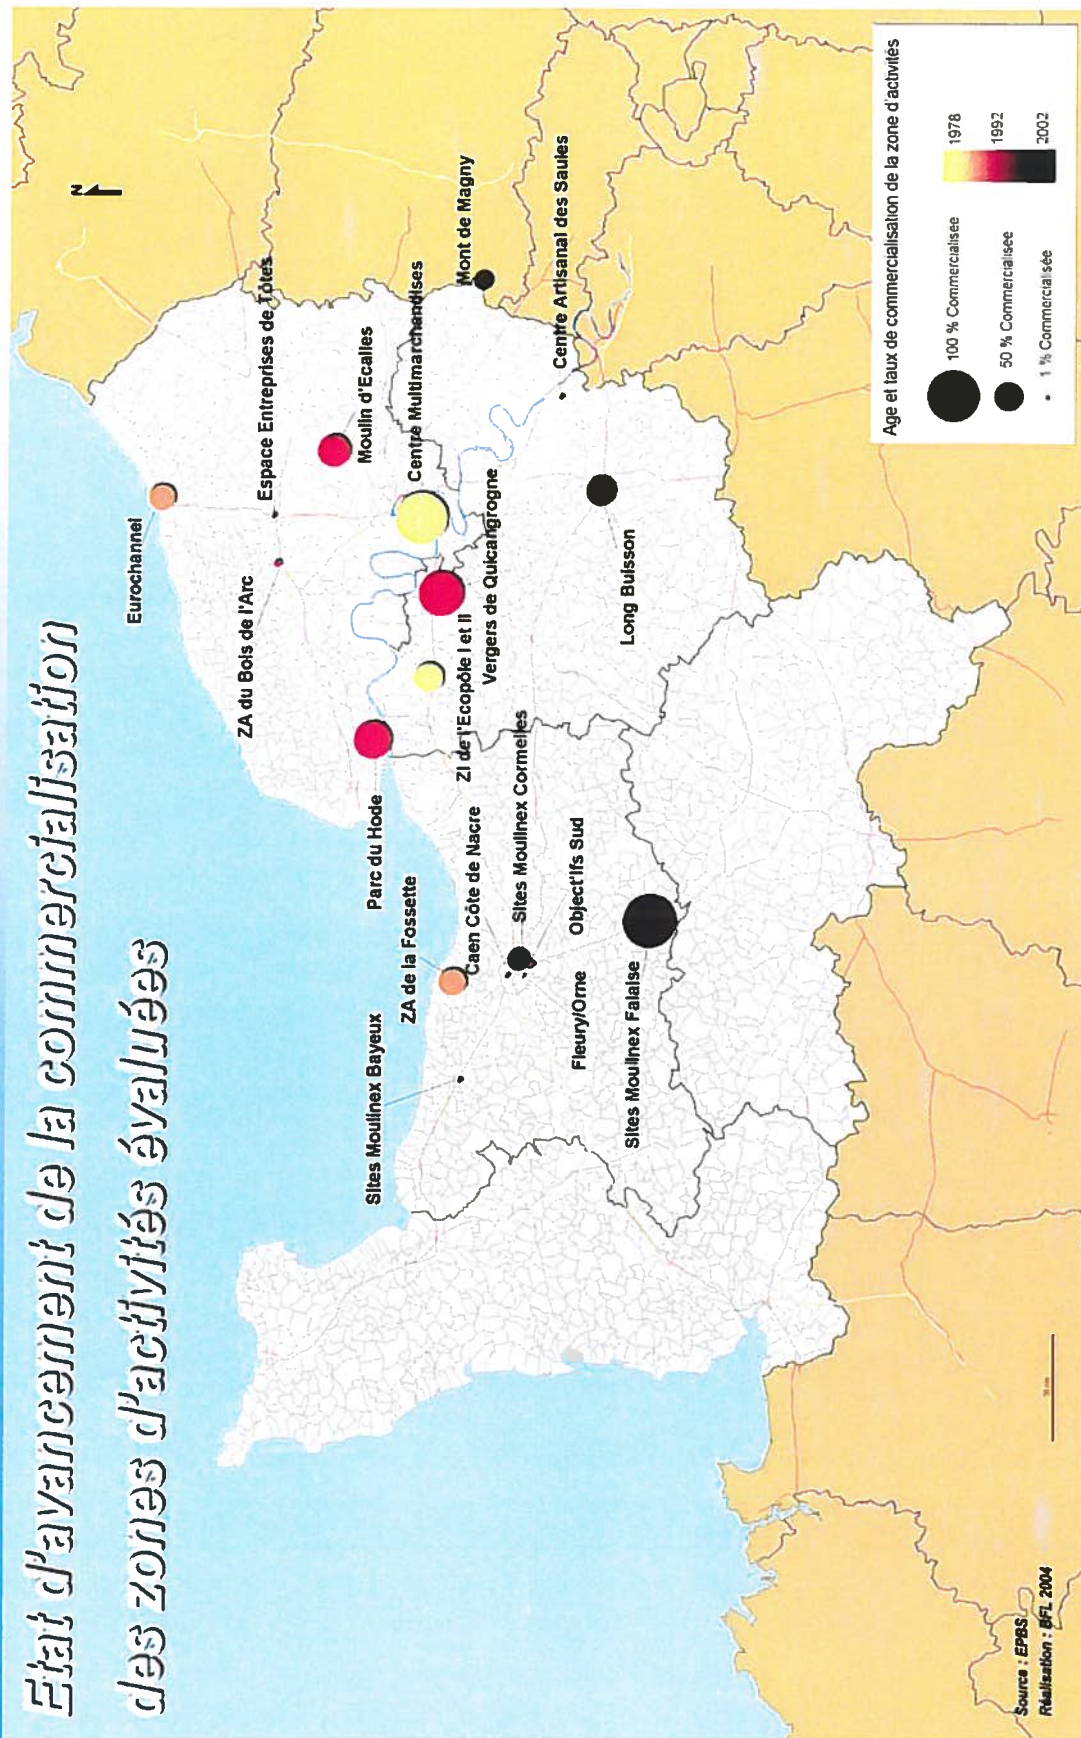 Etat d'avancement de la commercialisation
des zones d'activités évaluées
N
Eurochannel
ZA du Bois de l'Arc
Espace Entreprises de Tôtes
Moulin d'Ecalles
Centre Multimarchandises
Mont de Magny
Centre Artisanal des Saules
Parc du Hode
ZI de l'Ecopôle I et II
Vergers de Quicangrogne
Long Buisson
ZA de la Fossette
Caen Côte de Nacre
Sites Moulinex Cormelles
Object'Ifs Sud
Sites Moulinex Bayeux
Fleury/Orne
Sites Moulinex Falaise
Age et taux de commercialisation de la zone d'activités
100 % Commercialisee
50 % Commercialisee
1 % Commercialisée
1978
1992
2002
Source : EPBS
Réalisation : BFL 2004